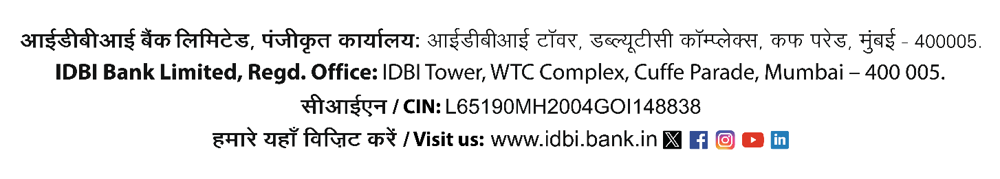 आईडीबीआई बैंक लिमिटेड, पंजीकृत कार्यालय: आईडीबीआई टॉवर, डब्ल्यूटीसी कॉम्प्लेक्स, कफ परेड, मुंबई - 400005.
IDBI Bank Limited, Regd. Office: IDBI Tower, WTC Complex, Cuffe Parade, Mumbai – 400 005.
सीआईएन / CIN: L65190MH2004GOI148838
हमारे यहाँ विज़िट करें / Visit us: www.idbi.bank.in